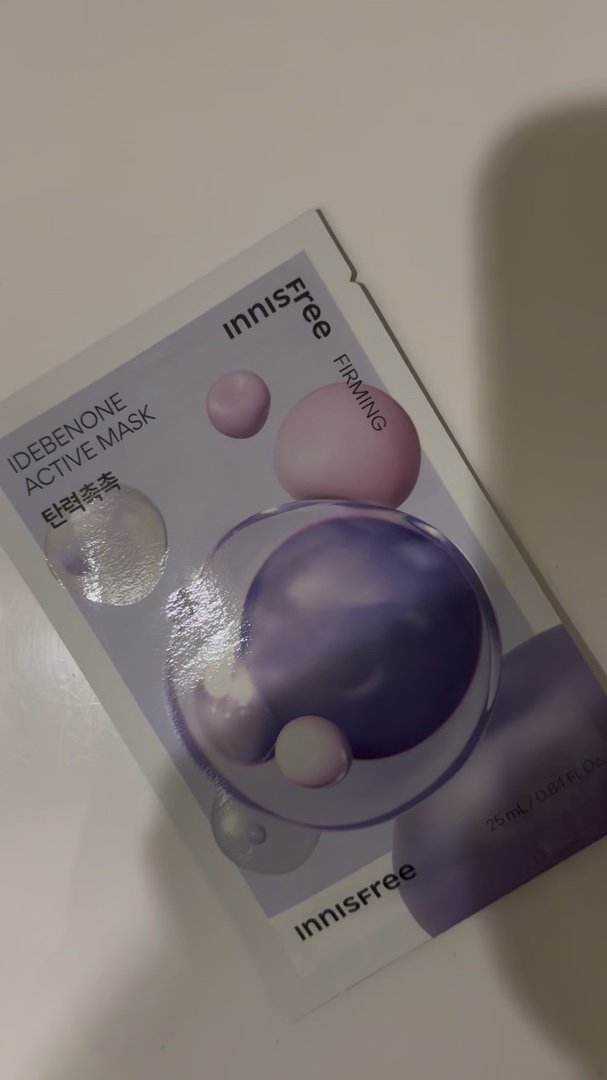 INNISFree
FIRMING
IDEBENONE
ACTIVE MASK
탄력촉촉
25 mL / 0.84 Fl. Oz.
INNISFree